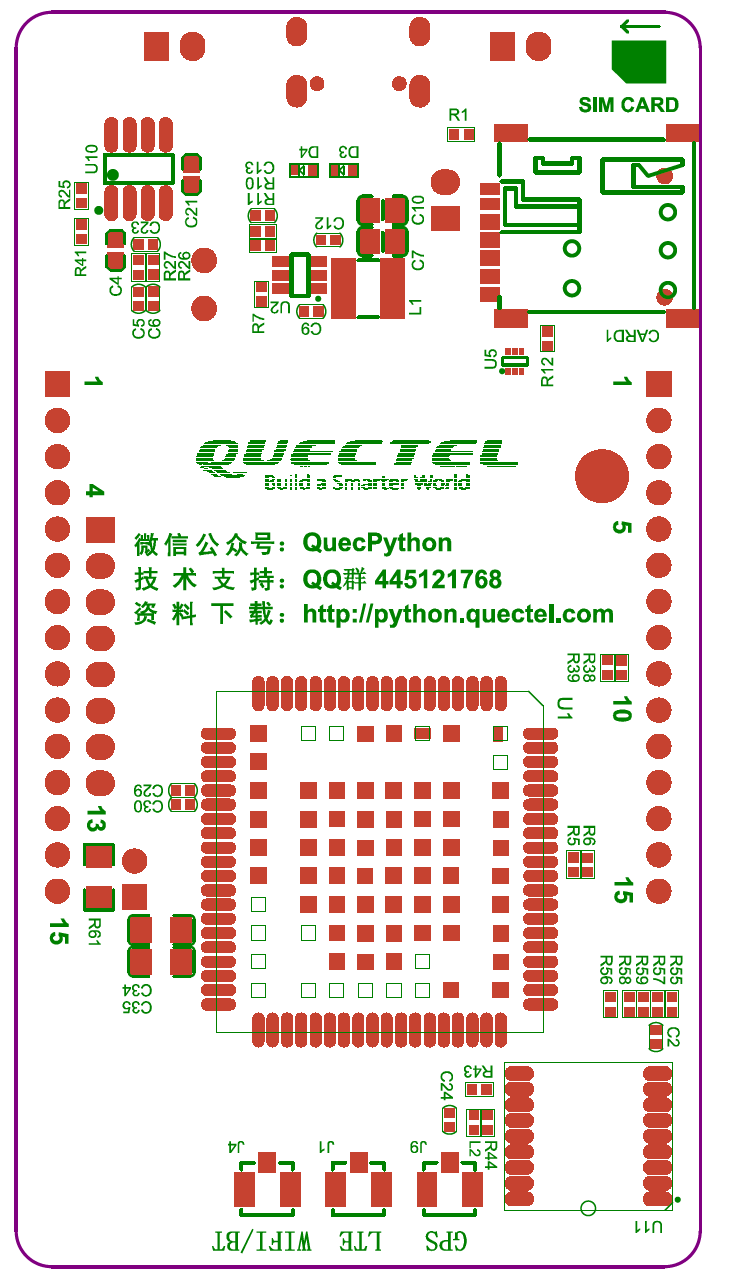 SIM CARD
R1
C13
R10
R11
D4
D3
U10
R25
C21
C12
C10
C23
R41
R27
R26
C7
C4
L1
U2
C5
C6
R7
C9
CARD1
U5
R12
1
1
QUECTEL
Build a Smarter World
4
5
微信公号：QuecPython
技术支持：QQ群 445121768
资料下载：http://python.quectel.com
R39
R38
10
U1
C29
C30
13
R5
R6
15
15
R61
C34
C35
R56
R58
R59
R57
R55
C2
R43
C24
J4
J1
J9
L2
R44
U11
WIFI/BT
LTE
GPS